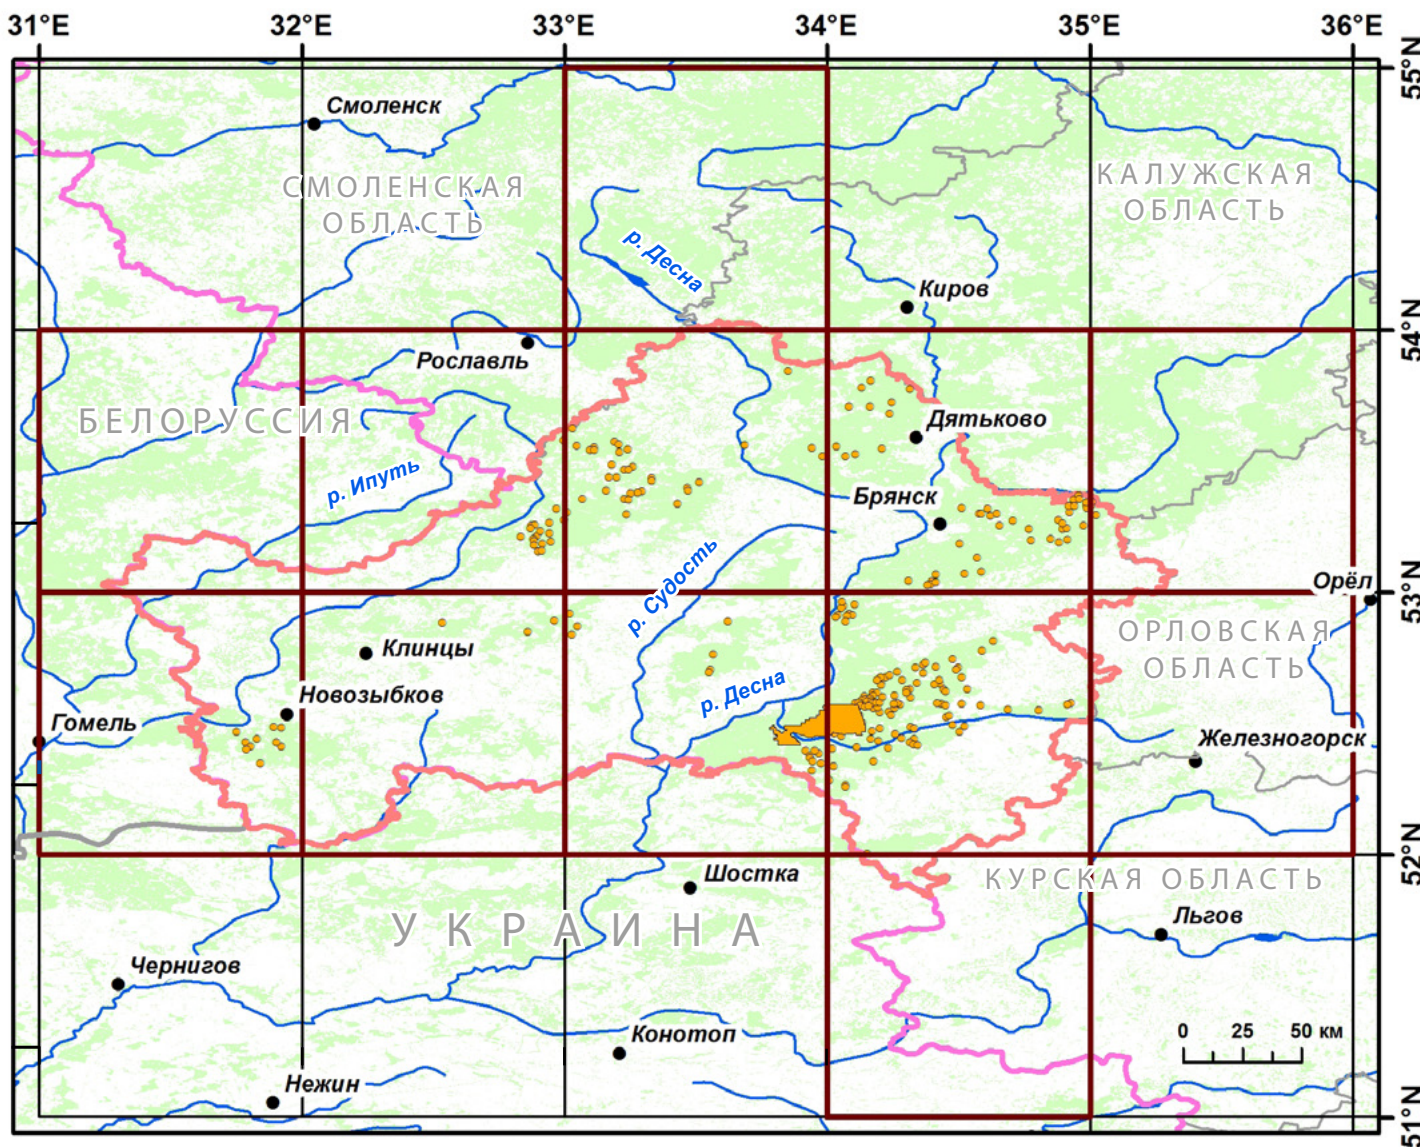 31°E 32°E 33°E 34°E 35°E 36°E
55°N
Смоленск
СМОЛЕНСКАЯ
ОБЛАСТЬ
КАЛУЖСКАЯ
ОБЛАСТЬ
р. Десна
Киров
54°N
Рославль
БЕЛОРУССИЯ
Дятьково
р. Ипуть
Брянск
р. Судость
53°N
Орёл
Клинцы
ОРЛОВСКАЯ
ОБЛАСТЬ
Новозыбков
р. Десна
Гомель
Железногорск
52°N
Шостка
КУРСКАЯ ОБЛАСТЬ
УКРАИНА
Льгов
Чернигов
Конотоп
0 25 50 км
Нежин
51°N